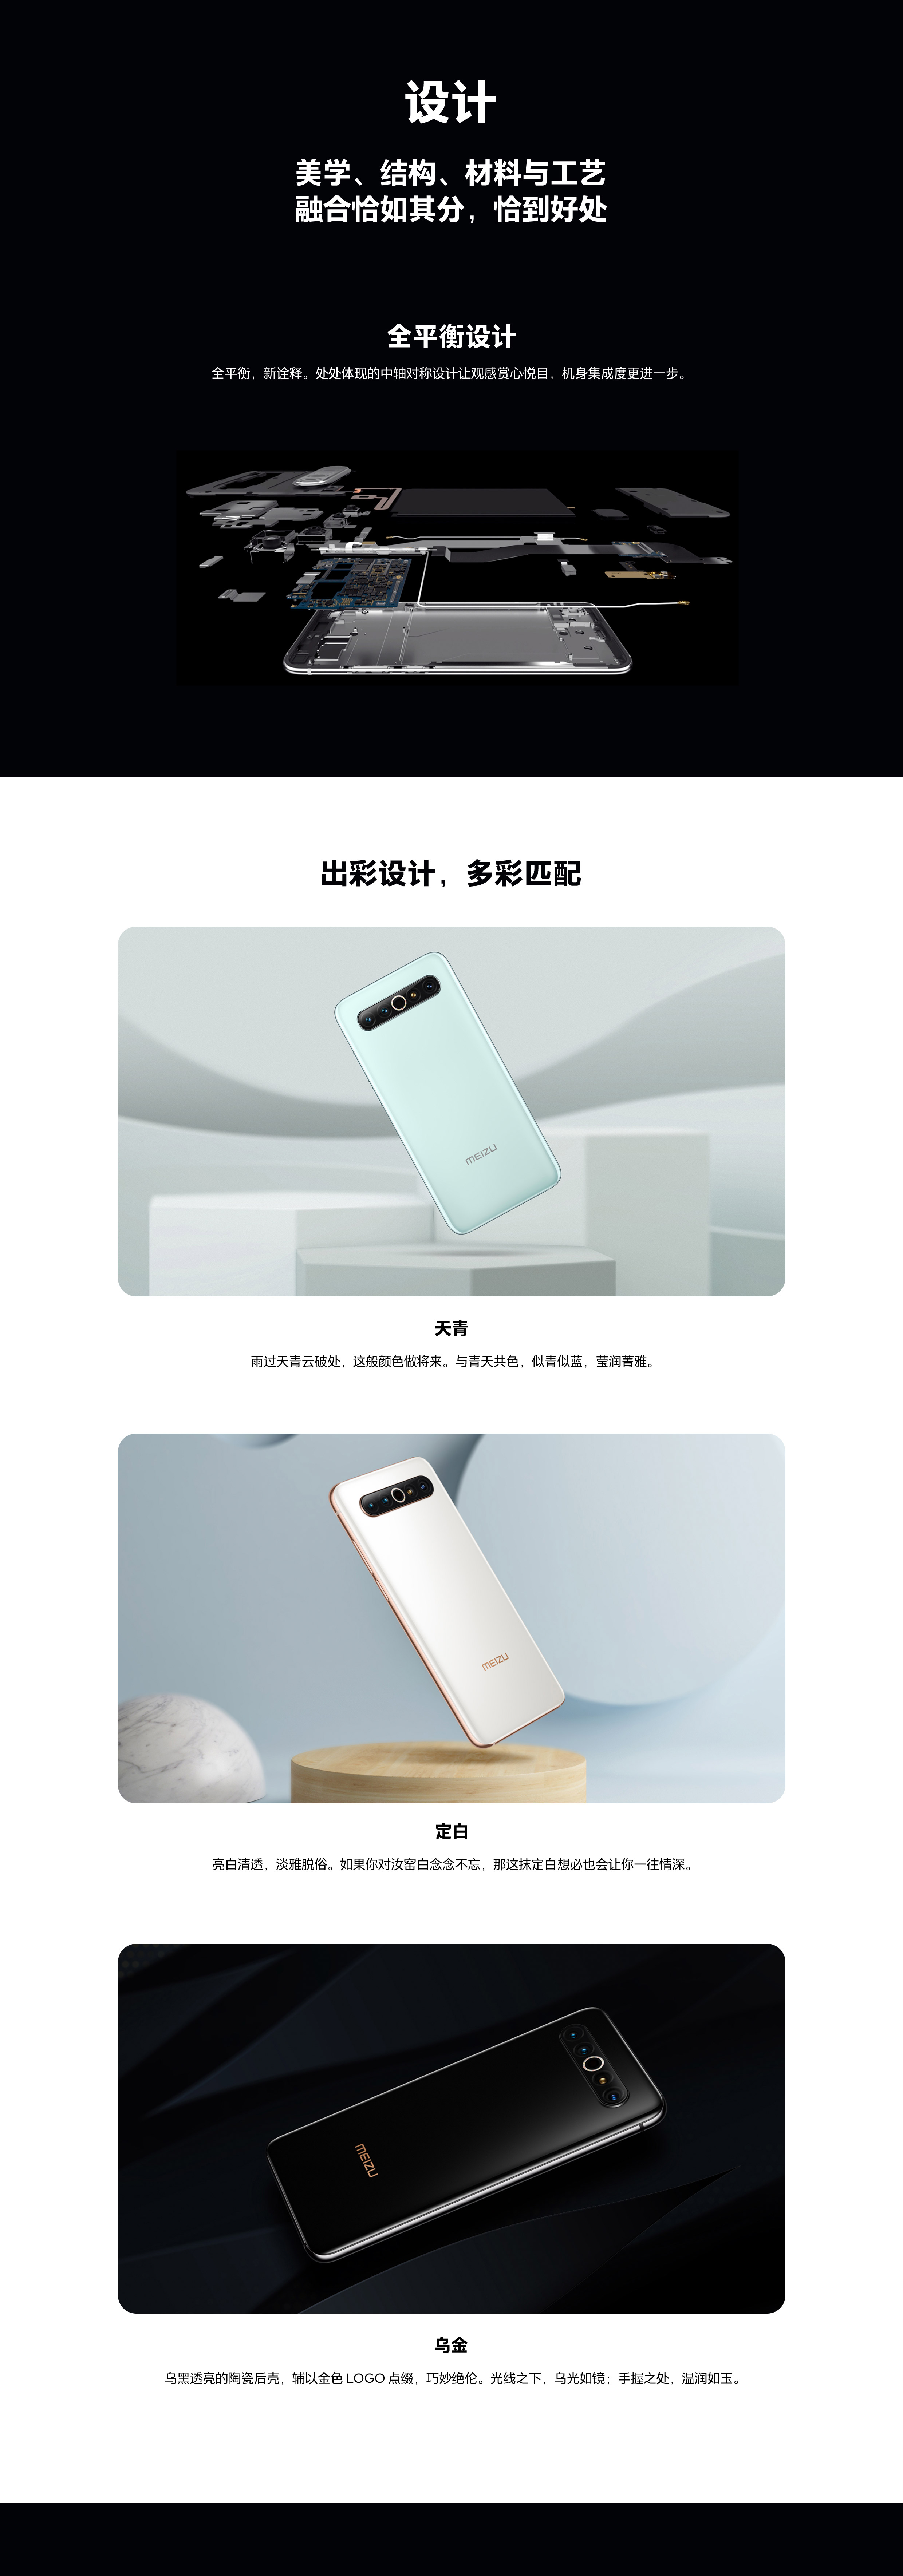 设计
美学、结构、材料与工艺
融合恰如其分，恰到好处
全平衡设计
全平衡，新诠释。处处体现的中轴对称设计让观感赏心悦目，机身集成度更进一步。
出彩设计，多彩匹配
MEIZU
天青
雨过天青云破处，这般颜色做将来。与青天共色，似青似蓝，莹润菁雅。
MEIZU
定白
亮白清透，淡雅脱俗。如果你对汝窑白念念不忘，那这抹定白想必也会让你一往情深。
MEIZU
乌金
乌黑透亮的陶瓷后壳，辅以金色 LOGO 点缀，巧妙绝伦。光线之下，乌光如镜；手握之处，温润如玉。